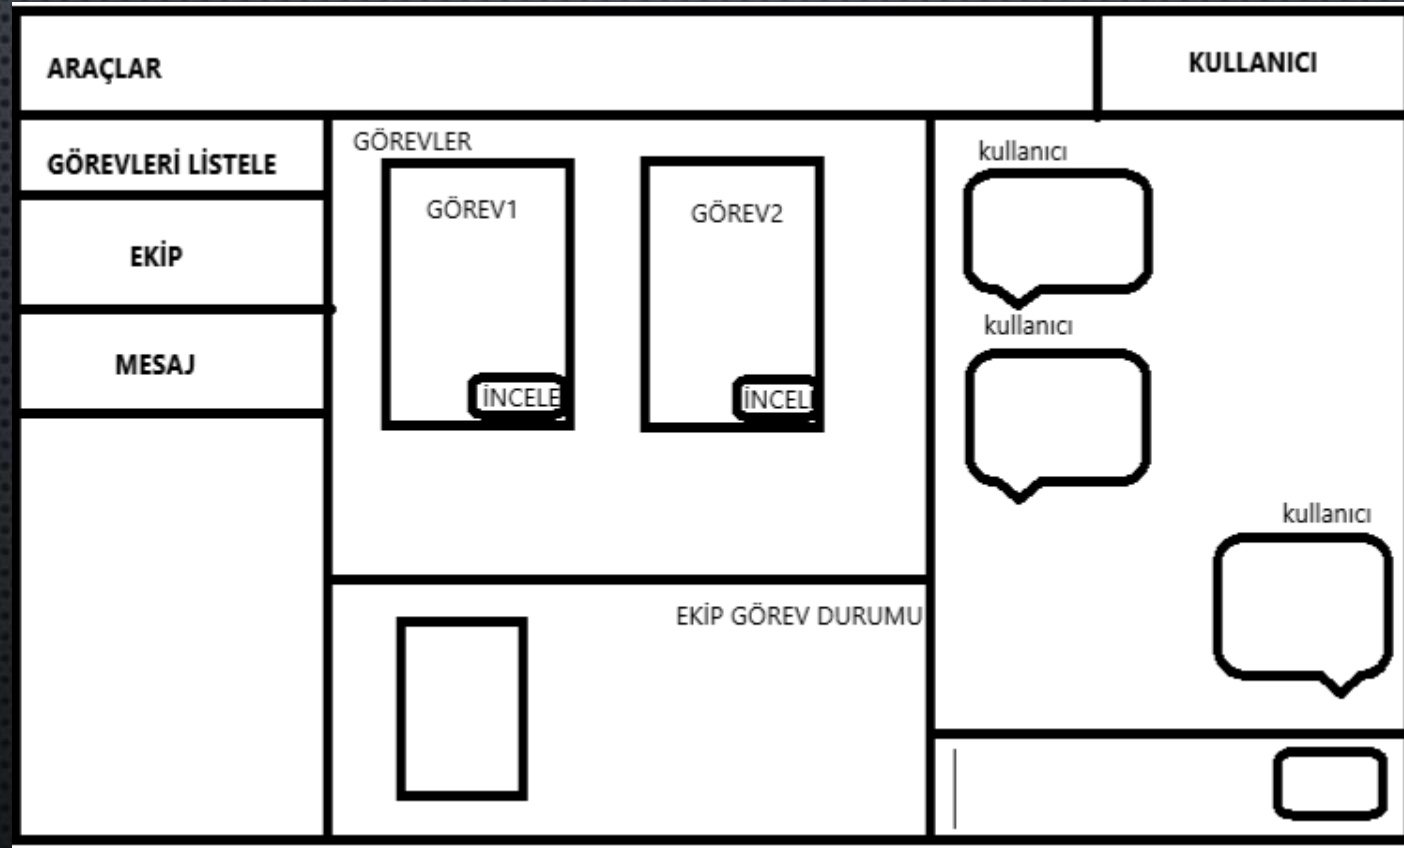 ARAÇLAR
KULLANICI
GÖREVLERİ LİSTELE
EKİP
MESAJ
GÖREVLER
GÖREV1
İNCELE
GÖREV2
İNCEL
EKİP GÖREV DURUMU
kullanıcı
kullanıcı
kullanıcı